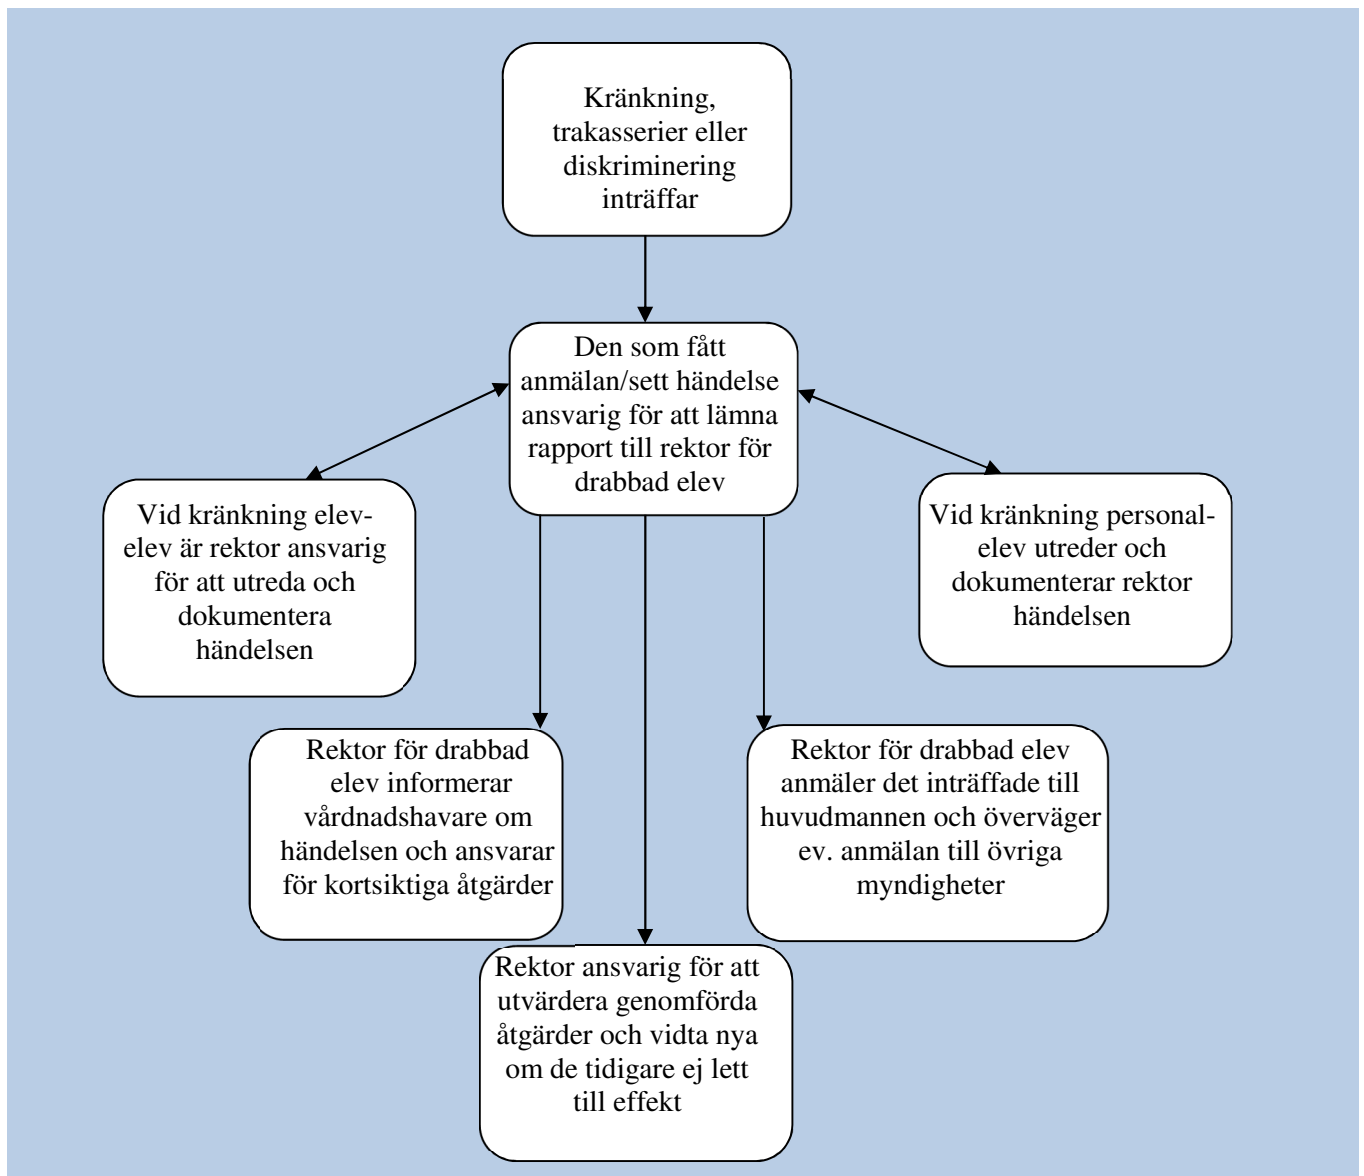 Kränkning,
trakasserier eller
diskriminering
inträffar
Den som fått
anmälan/sett händelse
ansvarig för att lämna
rapport till rektor för
drabbad elev
Vid kränkning elev-
elev är rektor ansvarig
för att utreda och
dokumentera
händelsen
Vid kränkning personal-
elev utreder och
dokumenterar rektor
händelsen
Rektor för drabbad
elev informerar
vårdnadshavare om
händelsen och ansvarar
för kortsiktiga åtgärder
Rektor för drabbad elev
anmäler det inträffade till
huvudmannen och överväger
ev. anmälan till övriga
myndigheter
Rektor ansvarig för att
utvärdera genomförda
åtgärder och vidta nya
om de tidigare ej lett
till effekt